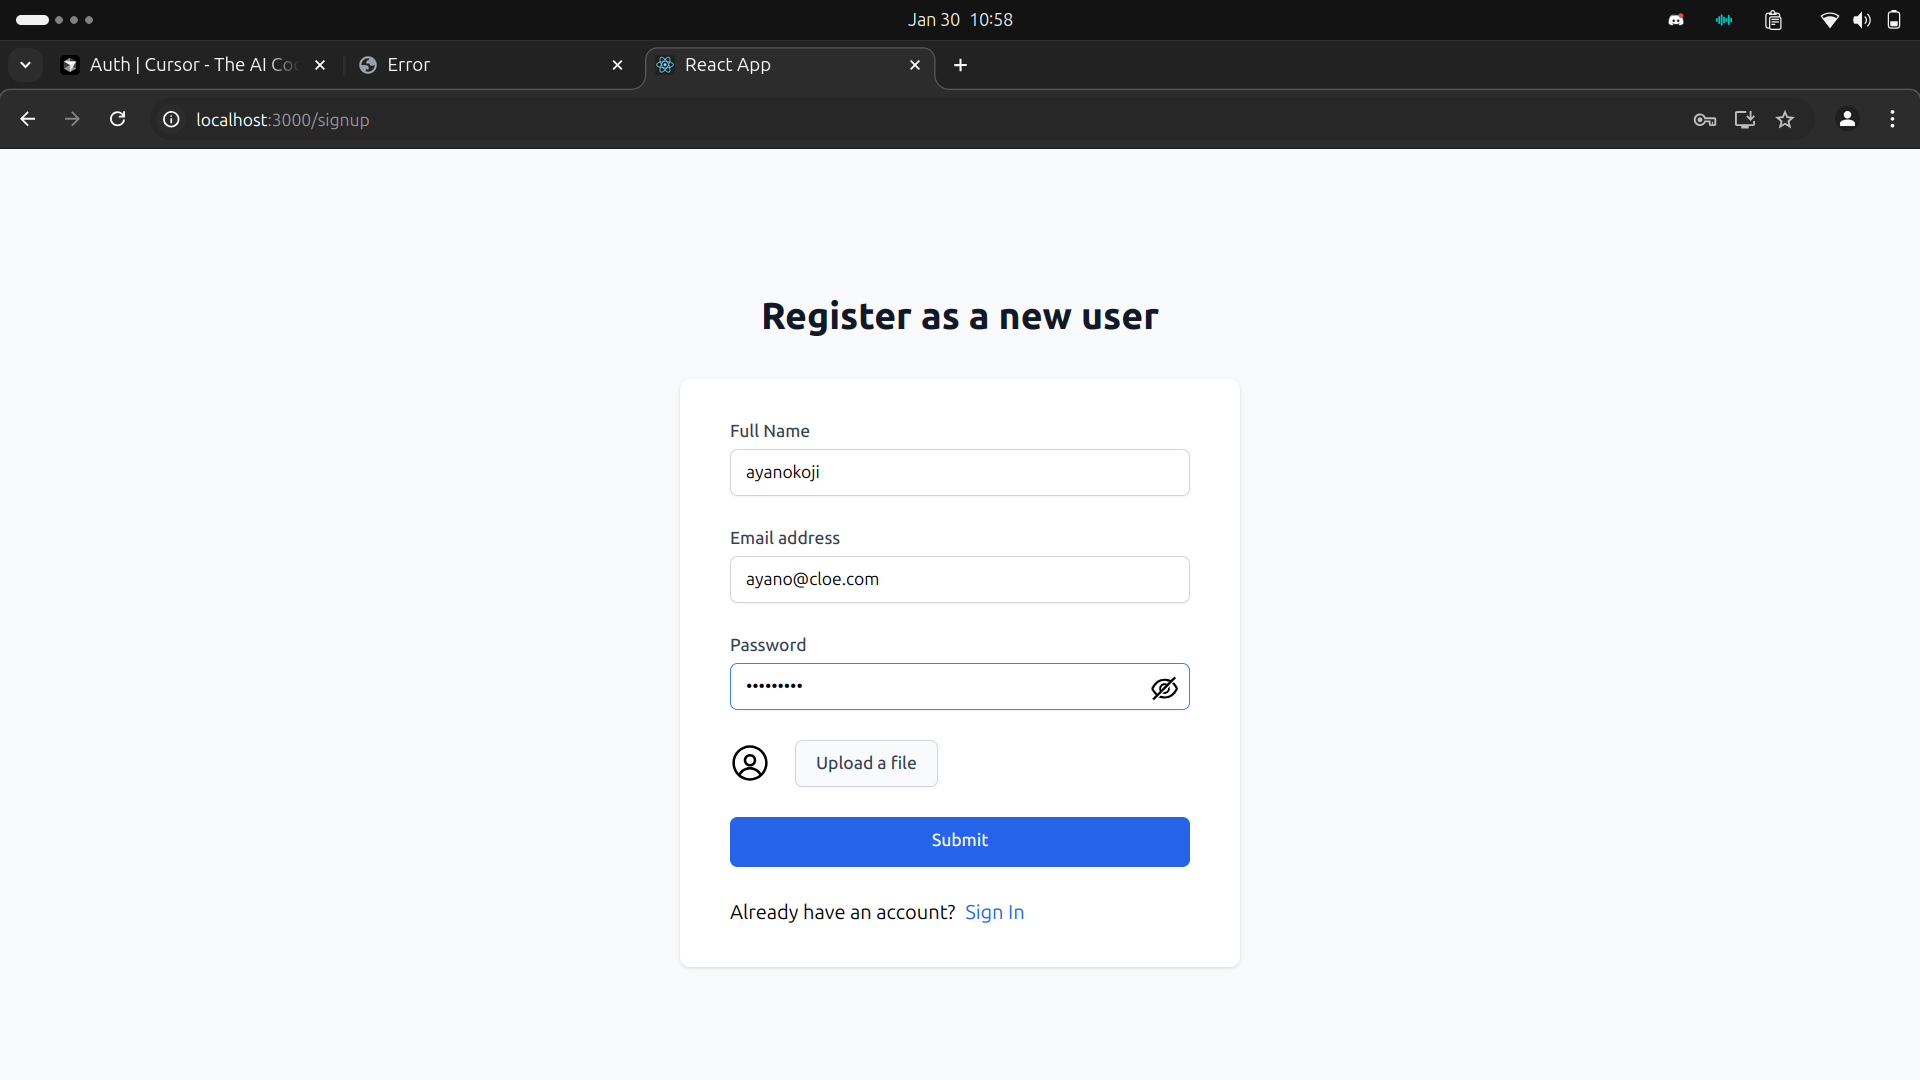 Jan 30 10:58
Auth | Cursor - The AI Co
Error
React App
localhost:3000/signup
Register as a new user
Full Name
ayanokoji
Email address
ayano@cloe.com
Password
•••••••••
Upload a file
Submit
Already have an account? Sign In